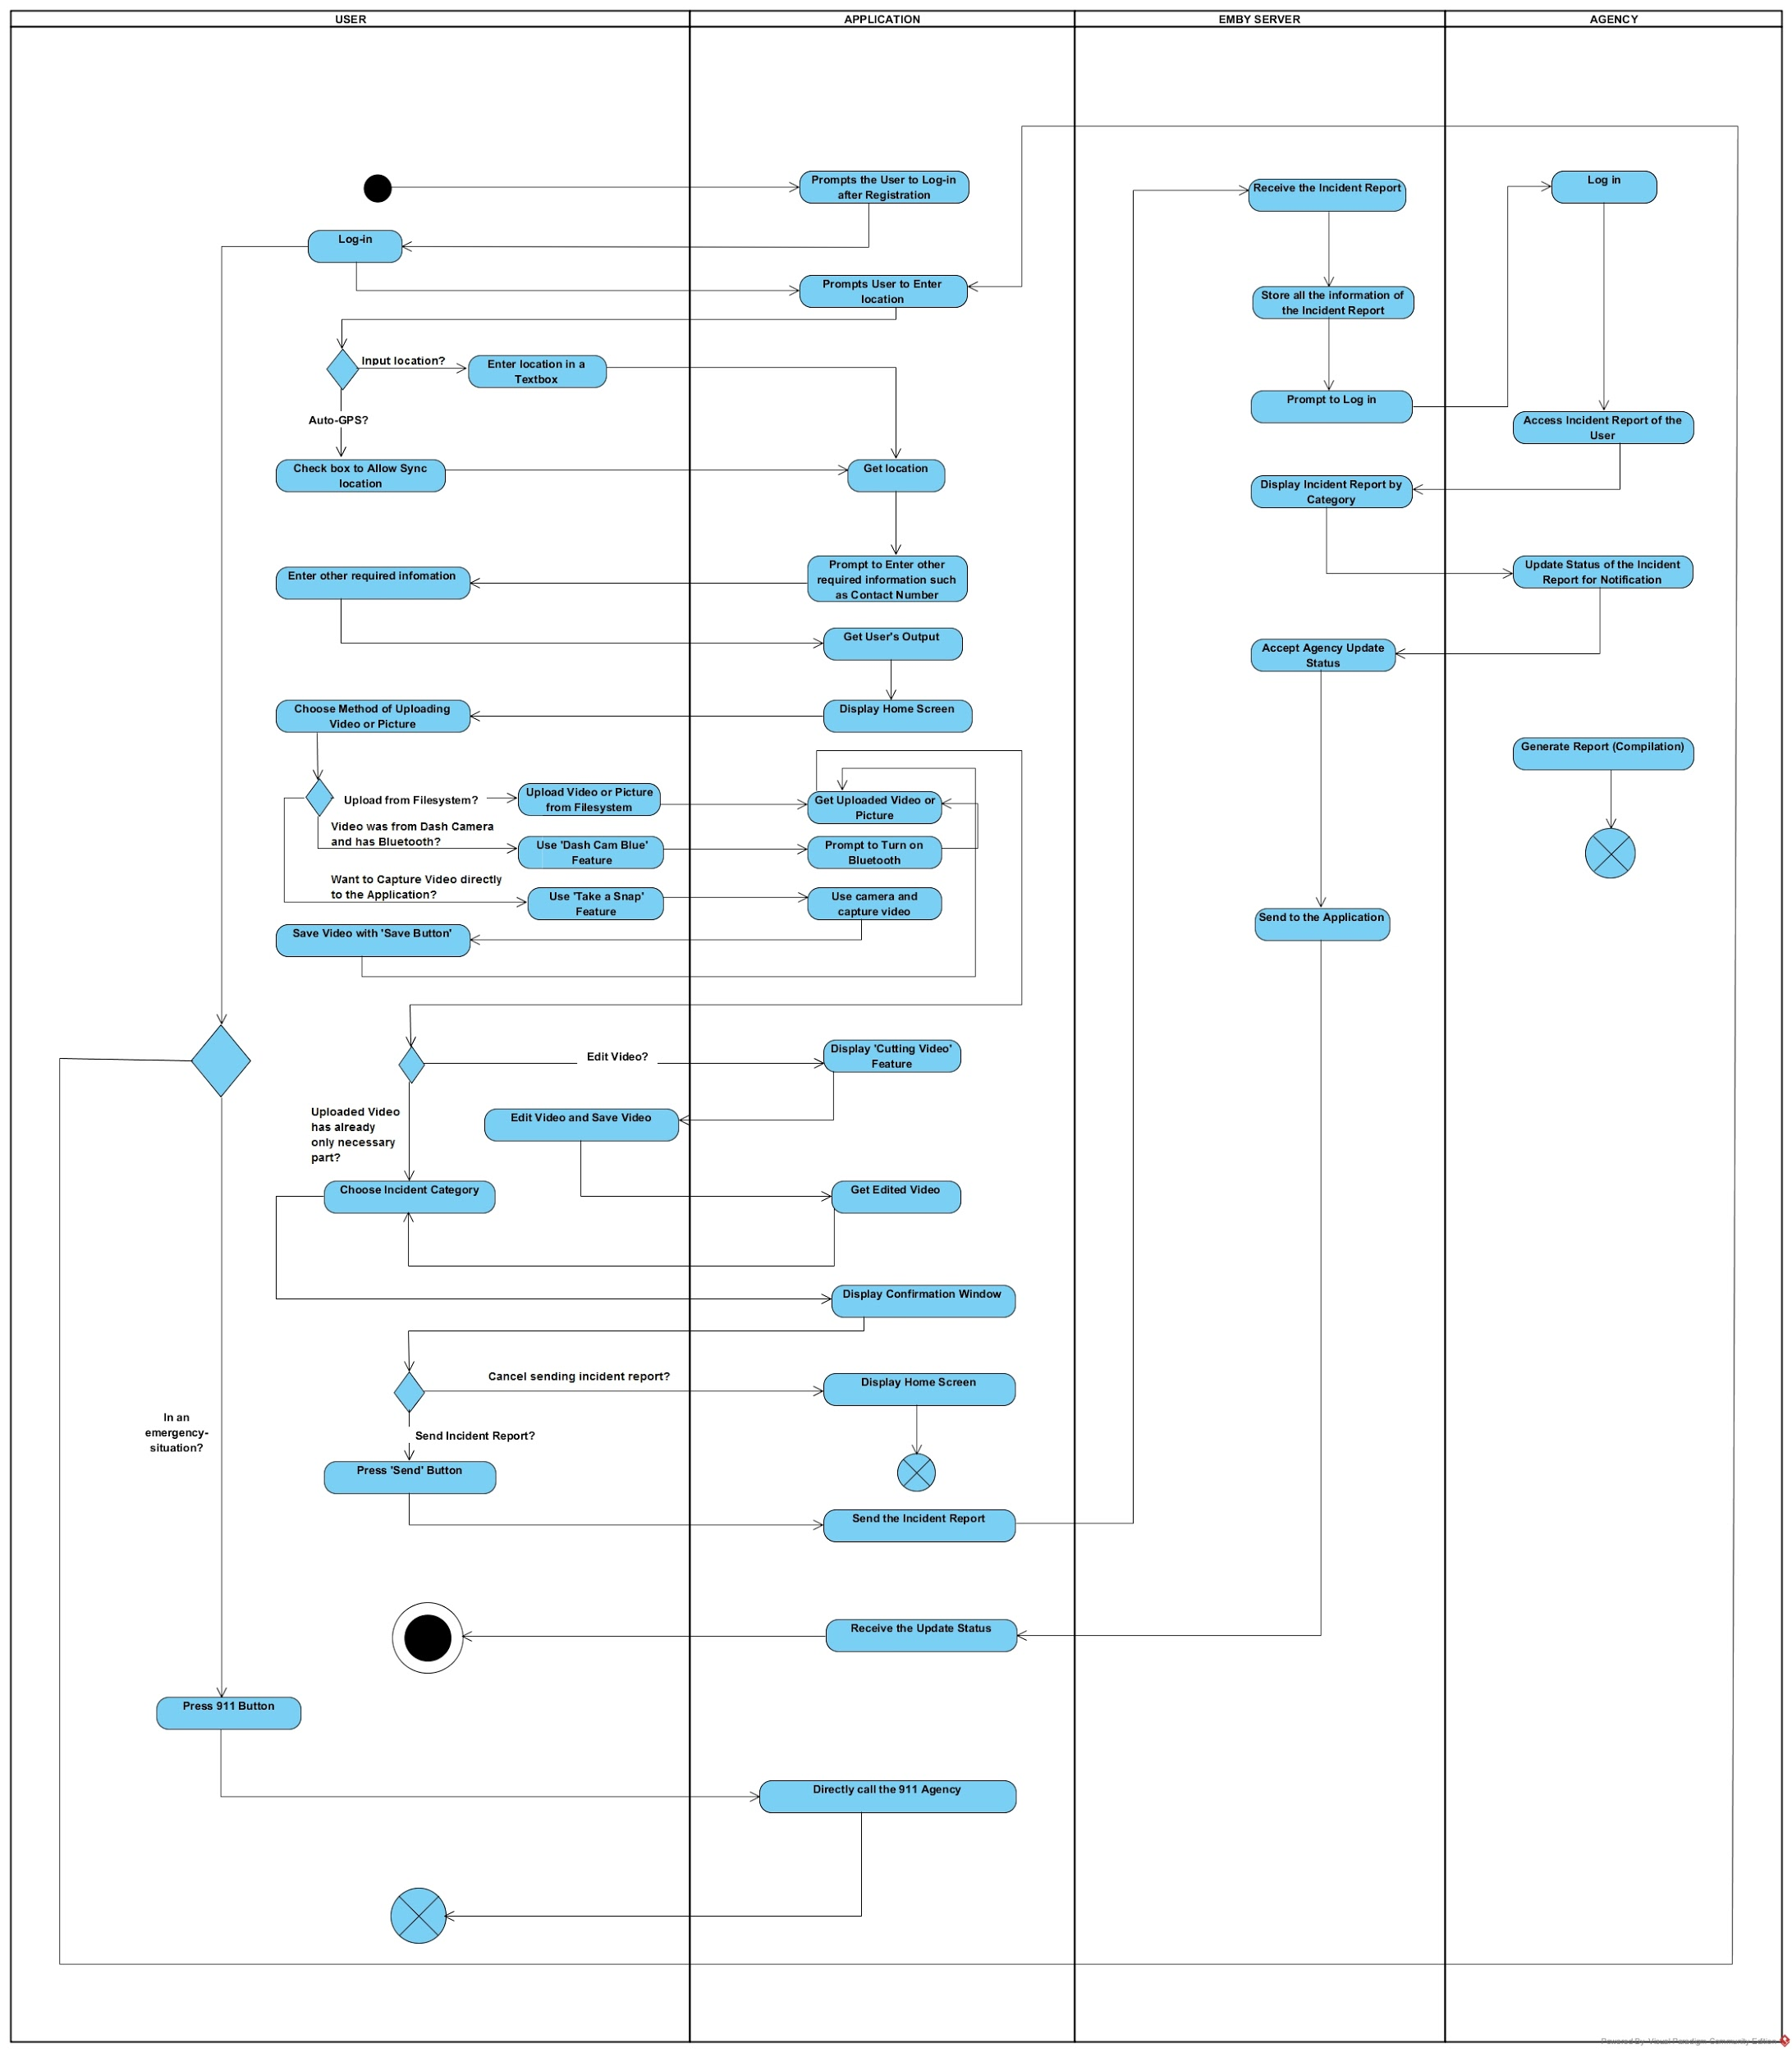 USER
APPLICATION
EMBY SERVER
AGENCY
Prompts the User to Log-in
after Registration
Receive the Incident Report
Log in
Log-in
Prompts User to Enter
location
Store all the information of
the Incident Report
Input location?
Enter location in a
Textbox
Prompt to Log in
Auto-GPS?
Access Incident Report of the
User
Check box to Allow Sync
location
Get location
Display Incident Report by
Category
Enter other required infomation
Prompt to Enter other
required information such
as Contact Number
Update Status of the Incident
Report for Notification
Get User's Output
Accept Agency Update
Status
Choose Method of Uploading
Video or Picture
Display Home Screen
Generate Report (Compilation)
Upload from Filesystem?
Upload Video or Picture
from Filesystem
Get Uploaded Video or
Picture
Video was from Dash Camera
and has Bluetooth?
Use 'Dash Cam Blue'
Feature
Prompt to Turn on
Bluetooth
Want to Capture Video directly
to the Application?
Use 'Take a Snap'
Feature
Use camera and
capture video
Send to the Application
Save Video with 'Save Button'
Edit Video?
Display 'Cutting Video'
Feature
Uploaded Video
has already
only necessary
part?
Edit Video and Save Video
Choose Incident Category
Get Edited Video
Display Confirmation Window
Cancel sending incident report?
Display Home Screen
In an
emergency-
situation?
Send Incident Report?
Press 'Send' Button
Send the Incident Report
Receive the Update Status
Press 911 Button
Directly call the 911 Agency
Powered By Visual Paradigm Community Edition